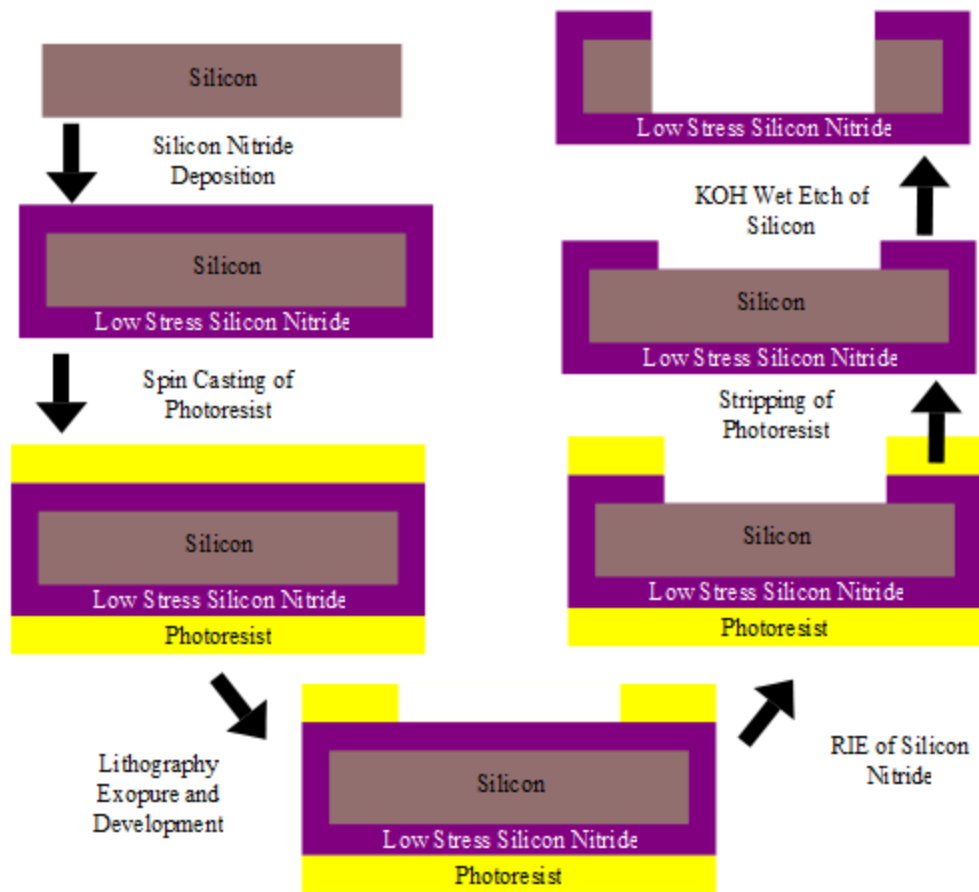 Silicon
Silicon Nitride
Deposition
Silicon
Low Stress Silicon Nitride
Spin Casting of
Photoresist
Silicon
Low Stress Silicon Nitride
Photoresist
Lithography
Exopure and
Development
Silicon
Low Stress Silicon Nitride
Photoresist
RIE of Silicon
Nitride
Silicon
Low Stress Silicon Nitride
Photoresist
Stripping of
Photoresist
Silicon
Low Stress Silicon Nitride
KOH Wet Etch of
Silicon
Low Stress Silicon Nitride